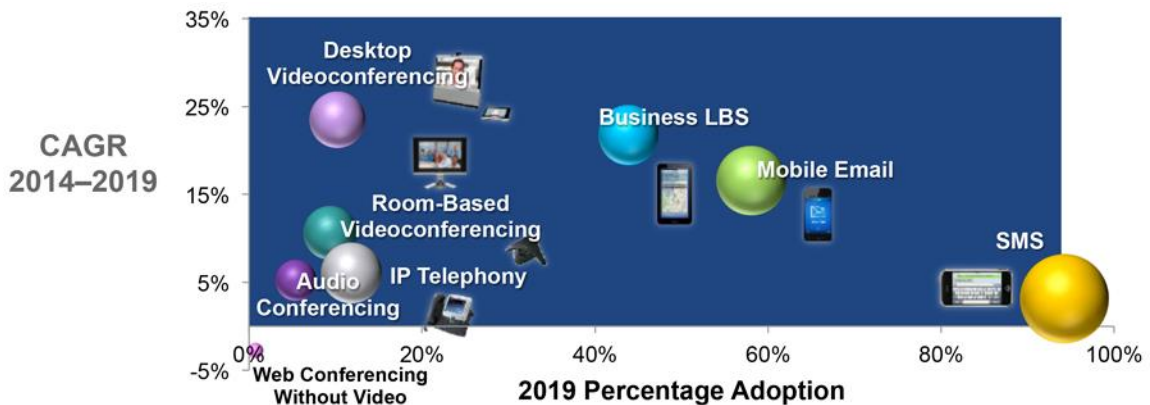 35%
Desktop
Videoconferencing
25%
Business LBS
CAGR
2014–2019
Mobile Email
15%
Room-Based
Videoconferencing
SMS
IP Telephony
5%
Audio
Conferencing
-5%
0%
20%
40%
60%
80%
100%
Web Conferencing
Without Video
2019 Percentage Adoption